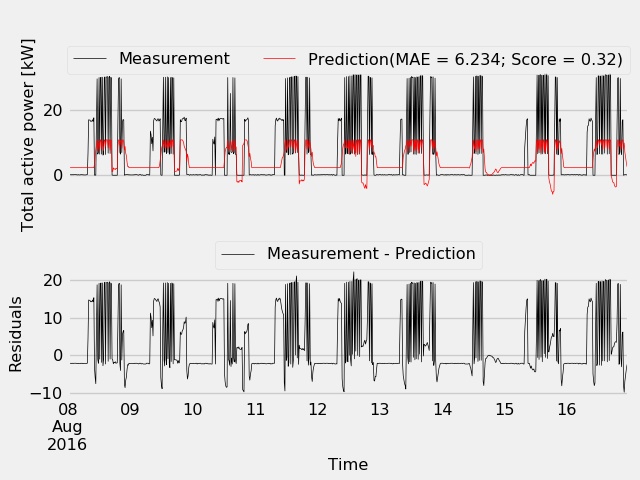 Measurement
Prediction(MAE = 6.234; Score = 0.32)
Total active power [kW]
20
0
Measurement - Prediction
Residuals
20
10
0
−10
08 09 10 11 12 13 14 15 16
Aug
2016
Time